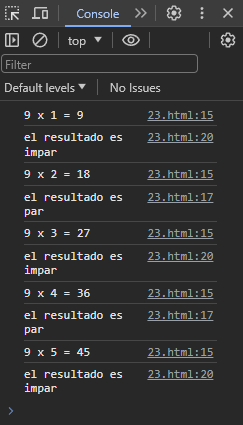 Console
top
Filter
Default levels No Issues
9 x 1 = 9 23.html:15
el resultado es 23.html:20
impar
9 x 2 = 18 23.html:15
el resultado es 23.html:17
par
9 x 3 = 27 23.html:15
el resultado es 23.html:20
impar
9 x 4 = 36 23.html:15
el resultado es 23.html:17
par
9 x 5 = 45 23.html:15
el resultado es 23.html:20
impar